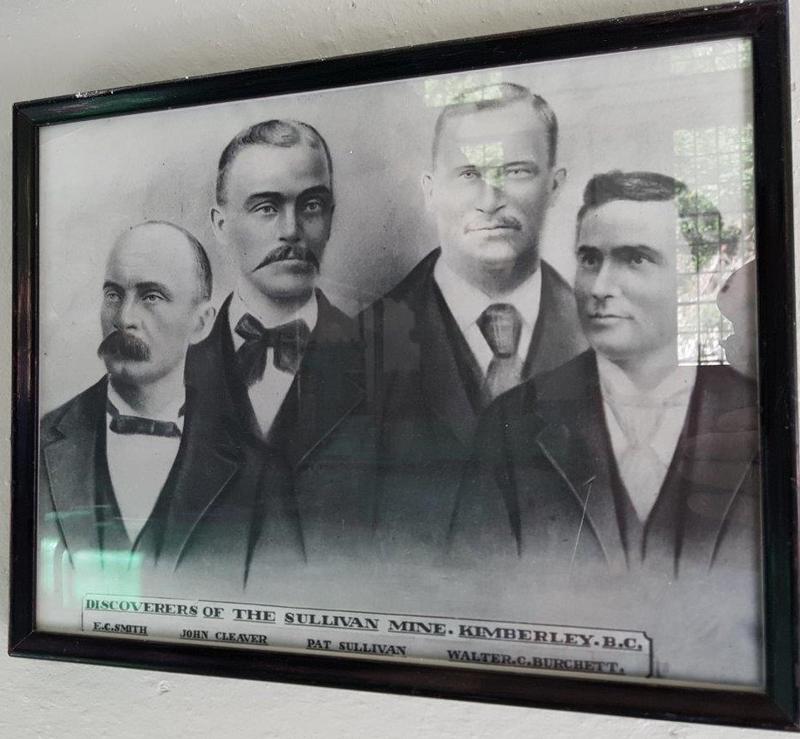 DISCOVERERS OF THE SULLIVAN MINE. KIMBERLEY. B.C.
E.C.SMITH JOHN CLEAVER PAT SULLIVAN WALTER.C.BURCHETT.